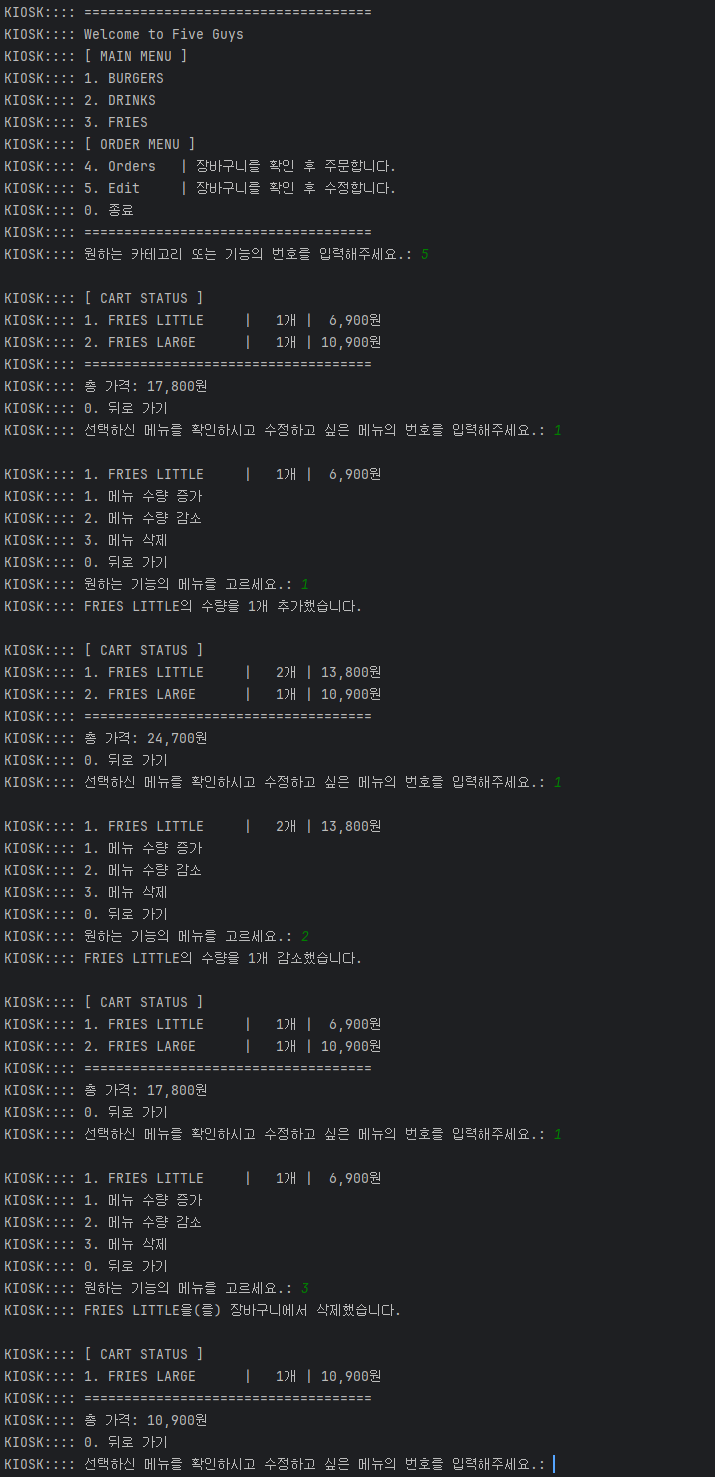 KIOSK:::: ====================================
KIOSK:::: Welcome to Five Guys
KIOSK:::: [ MAIN MENU ]
KIOSK:::: 1. BURGERS
KIOSK:::: 2. DRINKS
KIOSK:::: 3. FRIES
KIOSK:::: [ ORDER MENU ]
KIOSK:::: 4. Orders   | 장바구니를 확인 후 주문합니다.
KIOSK:::: 5. Edit     | 장바구니를 확인 후 수정합니다.
KIOSK:::: 0. 종료
KIOSK:::: ====================================
KIOSK:::: 원하는 카테고리 또는 기능의 번호를 입력해주세요.: 5

KIOSK:::: [ CART STATUS ]
KIOSK:::: 1. FRIES LITTLE     |   1개 |  6,900원
KIOSK:::: 2. FRIES LARGE      |   1개 | 10,900원
KIOSK:::: ====================================
KIOSK:::: 총 가격: 17,800원
KIOSK:::: 0. 뒤로 가기
KIOSK:::: 선택하신 메뉴를 확인하시고 수정하고 싶은 메뉴의 번호를 입력해주세요.: 1

KIOSK:::: 1. FRIES LITTLE     |   1개 |  6,900원
KIOSK:::: 1. 메뉴 수량 증가
KIOSK:::: 2. 메뉴 수량 감소
KIOSK:::: 3. 메뉴 삭제
KIOSK:::: 0. 뒤로 가기
KIOSK:::: 원하는 기능의 메뉴를 고르세요.: 1
KIOSK:::: FRIES LITTLE의 수량을 1개 추가했습니다.

KIOSK:::: [ CART STATUS ]
KIOSK:::: 1. FRIES LITTLE     |   2개 | 13,800원
KIOSK:::: 2. FRIES LARGE      |   1개 | 10,900원
KIOSK:::: ====================================
KIOSK:::: 총 가격: 24,700원
KIOSK:::: 0. 뒤로 가기
KIOSK:::: 선택하신 메뉴를 확인하시고 수정하고 싶은 메뉴의 번호를 입력해주세요.: 1

KIOSK:::: 1. FRIES LITTLE     |   2개 | 13,800원
KIOSK:::: 1. 메뉴 수량 증가
KIOSK:::: 2. 메뉴 수량 감소
KIOSK:::: 3. 메뉴 삭제
KIOSK:::: 0. 뒤로 가기
KIOSK:::: 원하는 기능의 메뉴를 고르세요.: 2
KIOSK:::: FRIES LITTLE의 수량을 1개 감소했습니다.

KIOSK:::: [ CART STATUS ]
KIOSK:::: 1. FRIES LITTLE     |   1개 |  6,900원
KIOSK:::: 2. FRIES LARGE      |   1개 | 10,900원
KIOSK:::: ====================================
KIOSK:::: 총 가격: 17,800원
KIOSK:::: 0. 뒤로 가기
KIOSK:::: 선택하신 메뉴를 확인하시고 수정하고 싶은 메뉴의 번호를 입력해주세요.: 1

KIOSK:::: 1. FRIES LITTLE     |   1개 |  6,900원
KIOSK:::: 1. 메뉴 수량 증가
KIOSK:::: 2. 메뉴 수량 감소
KIOSK:::: 3. 메뉴 삭제
KIOSK:::: 0. 뒤로 가기
KIOSK:::: 원하는 기능의 메뉴를 고르세요.: 3
KIOSK:::: FRIES LITTLE을(를) 장바구니에서 삭제했습니다.

KIOSK:::: [ CART STATUS ]
KIOSK:::: 1. FRIES LARGE      |   1개 | 10,900원
KIOSK:::: ====================================
KIOSK:::: 총 가격: 10,900원
KIOSK:::: 0. 뒤로 가기
KIOSK:::: 선택하신 메뉴를 확인하시고 수정하고 싶은 메뉴의 번호를 입력해주세요.: